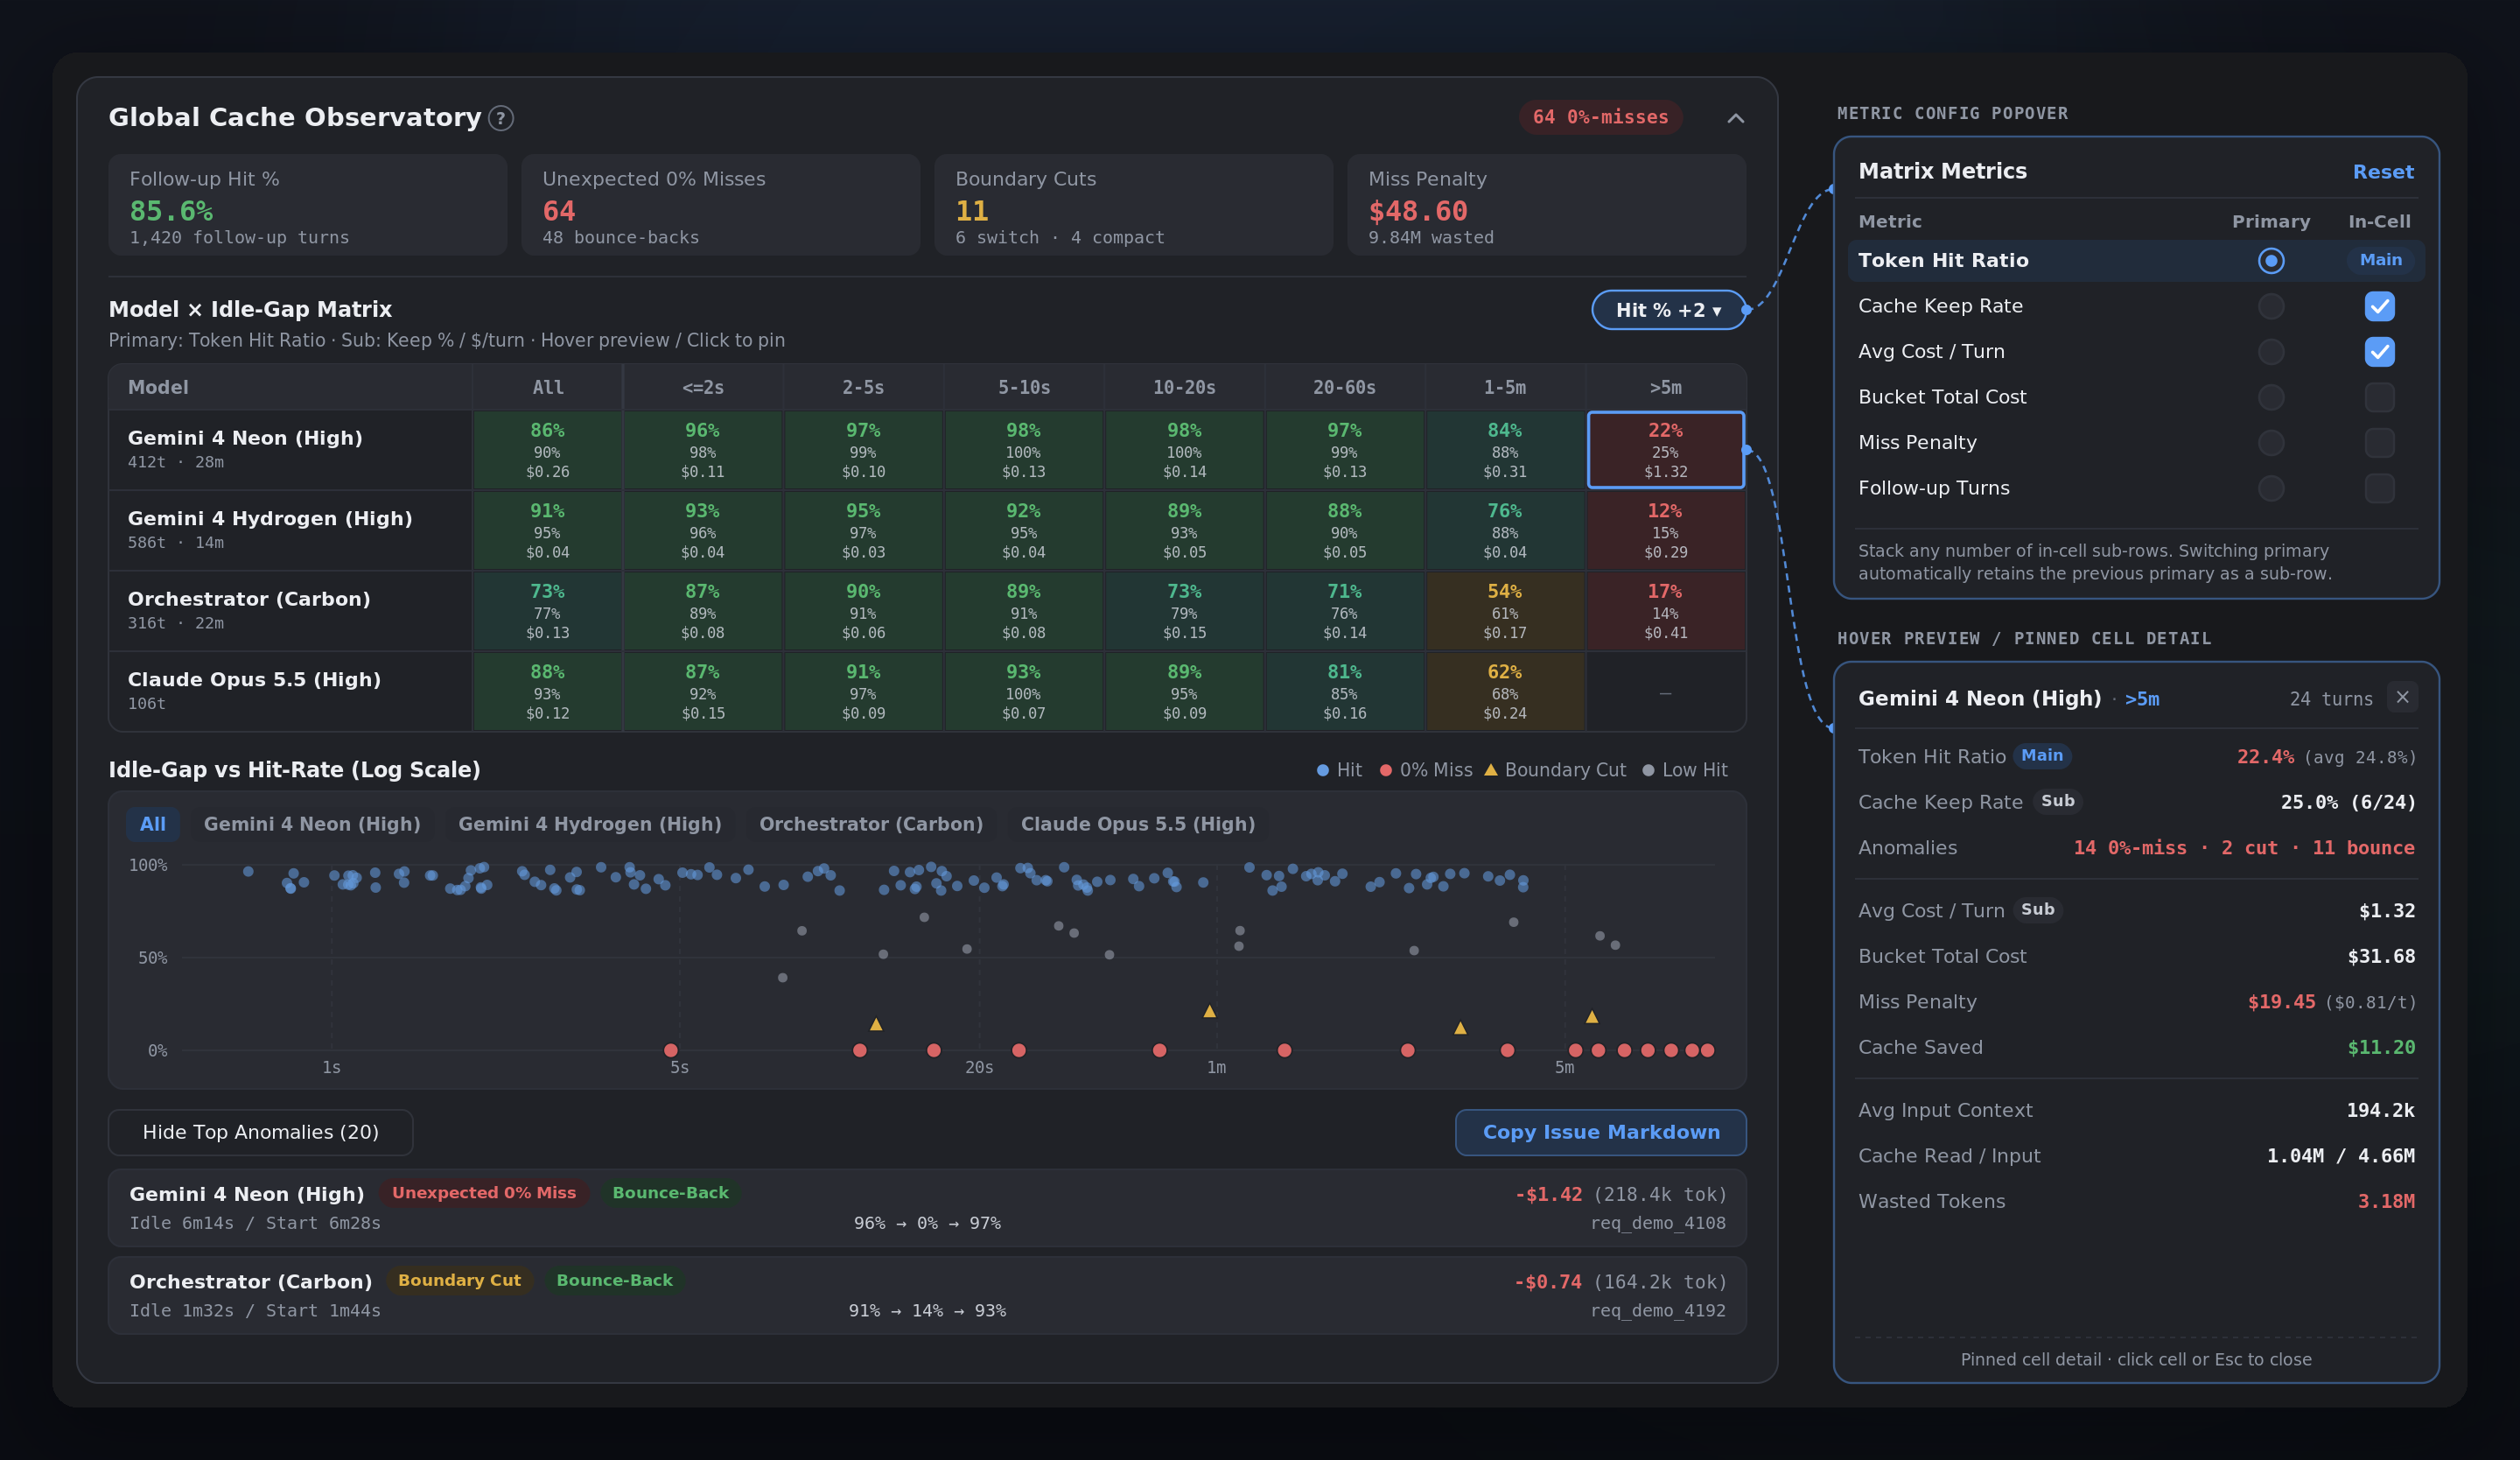 Global Cache Observatory ?
64 0%-misses
Follow-up Hit %
85.6%
1,420 follow-up turns
Unexpected 0% Misses
64
48 bounce-backs
Boundary Cuts
11
6 switch · 4 compact
Miss Penalty
$48.60
9.84M wasted
Model × Idle-Gap Matrix
Hit % +2 ▾
Primary: Token Hit Ratio · Sub: Keep % / $/turn · Hover preview / Click to pin
Model All <=2s 2-5s 5-10s 10-20s 20-60s 1-5m >5m
Gemini 4 Neon (High) 86% 96% 97% 98% 98% 97% 84% 22%
412t · 28m 90% 98% 99% 100% 100% 99% 88% 25%
$0.26 $0.11 $0.10 $0.13 $0.14 $0.13 $0.31 $1.32
Gemini 4 Hydrogen (High) 91% 93% 95% 92% 89% 88% 76% 12%
586t · 14m 95% 96% 97% 95% 93% 90% 88% 15%
$0.04 $0.04 $0.03 $0.04 $0.05 $0.05 $0.04 $0.29
Orchestrator (Carbon) 73% 87% 90% 89% 73% 71% 54% 17%
316t · 22m 77% 89% 91% 91% 79% 76% 61% 14%
$0.13 $0.08 $0.06 $0.08 $0.15 $0.14 $0.17 $0.41
Claude Opus 5.5 (High) 88% 87% 91% 93% 89% 81% 62% —
106t 93% 92% 97% 100% 95% 85% 68%
$0.12 $0.15 $0.09 $0.07 $0.09 $0.16 $0.24
Idle-Gap vs Hit-Rate (Log Scale)
Hit 0% Miss Boundary Cut Low Hit
All Gemini 4 Neon (High) Gemini 4 Hydrogen (High) Orchestrator (Carbon) Claude Opus 5.5 (High)
100%
50%
0%
1s 5s 20s 1m 5m
Hide Top Anomalies (20)
Copy Issue Markdown
Gemini 4 Neon (High) Unexpected 0% Miss Bounce-Back -$1.42 (218.4k tok)
Idle 6m14s / Start 6m28s 96% → 0% → 97% req_demo_4108
Orchestrator (Carbon) Boundary Cut Bounce-Back -$0.74 (164.2k tok)
Idle 1m32s / Start 1m44s 91% → 14% → 93% req_demo_4192
METRIC CONFIG POPOVER
Matrix Metrics Reset
Metric Primary In-Cell
Token Hit Ratio Main
Cache Keep Rate
Avg Cost / Turn
Bucket Total Cost
Miss Penalty
Follow-up Turns
Stack any number of in-cell sub-rows. Switching primary
automatically retains the previous primary as a sub-row.
HOVER PREVIEW / PINNED CELL DETAIL
Gemini 4 Neon (High) · >5m 24 turns ×
Token Hit Ratio Main 22.4% (avg 24.8%)
Cache Keep Rate Sub 25.0% (6/24)
Anomalies 14 0%-miss · 2 cut · 11 bounce
Avg Cost / Turn Sub $1.32
Bucket Total Cost $31.68
Miss Penalty $19.45 ($0.81/t)
Cache Saved $11.20
Avg Input Context 194.2k
Cache Read / Input 1.04M / 4.66M
Wasted Tokens 3.18M
Pinned cell detail · click cell or Esc to close